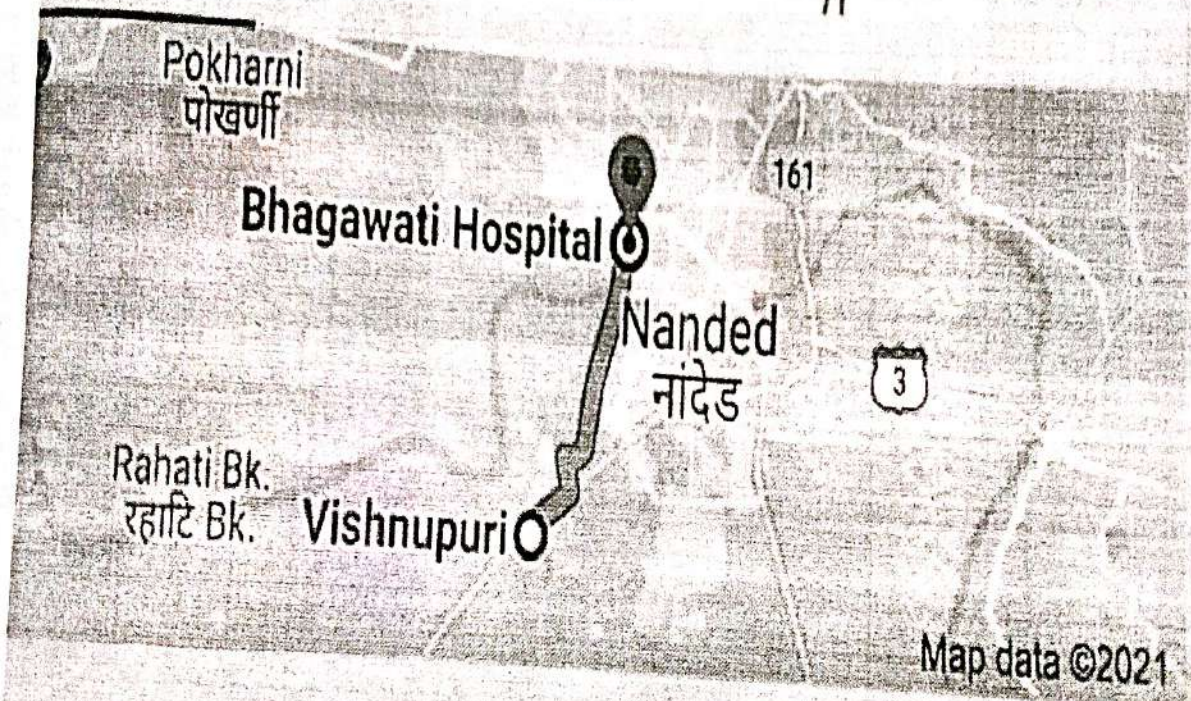 Pokharni
पोखर्णी
161
Bhagawati Hospital
Nanded
नांदेड
3
Rahati Bk.
रहाटि Bk.
Vishnupuri
Map data ©2021